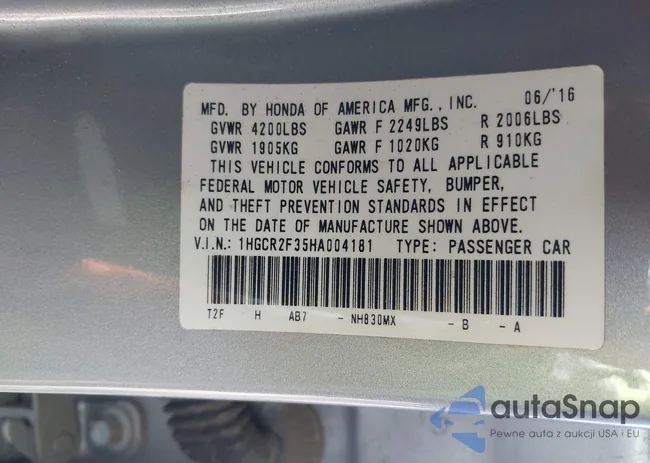 MFD. BY HONDA OF AMERICA MFG., INC. 06/'16
GVWR 4200LBS GAWR F 2249LBS R 2006LBS
GVWR 1905KG GAWR F 1020KG R 910KG
THIS VEHICLE CONFORMS TO ALL APPLICABLE
FEDERAL MOTOR VEHICLE SAFETY, BUMPER,
AND THEFT PREVENTION STANDARDS IN EFFECT
ON THE DATE OF MANUFACTURE SHOWN ABOVE.
V.I.N.: 1HGCR2F35HA004181 TYPE: PASSENGER CAR
T2F H AB7 - NH830MX - B - A
autaSnap
Pewne auta z aukcji USA i EU